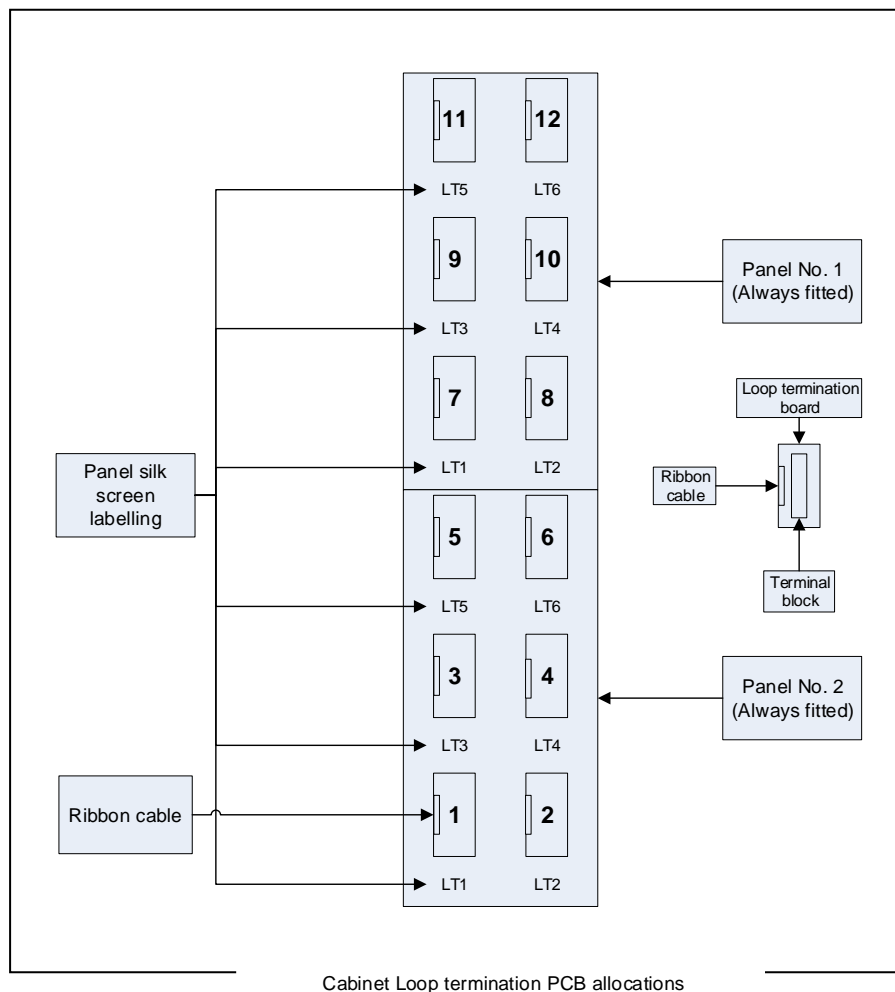 11 12
LT5 LT6
9 10
Panel No. 1
(Always fitted)
LT3 LT4
7 8
Loop termination
board
LT1 LT2
Panel silk
screen
labelling
Ribbon
cable
5 6
Terminal
block
LT5 LT6
3 4
Panel No. 2
(Always fitted)
LT3 LT4
Ribbon cable
1 2
LT1 LT2
Cabinet Loop termination PCB allocations